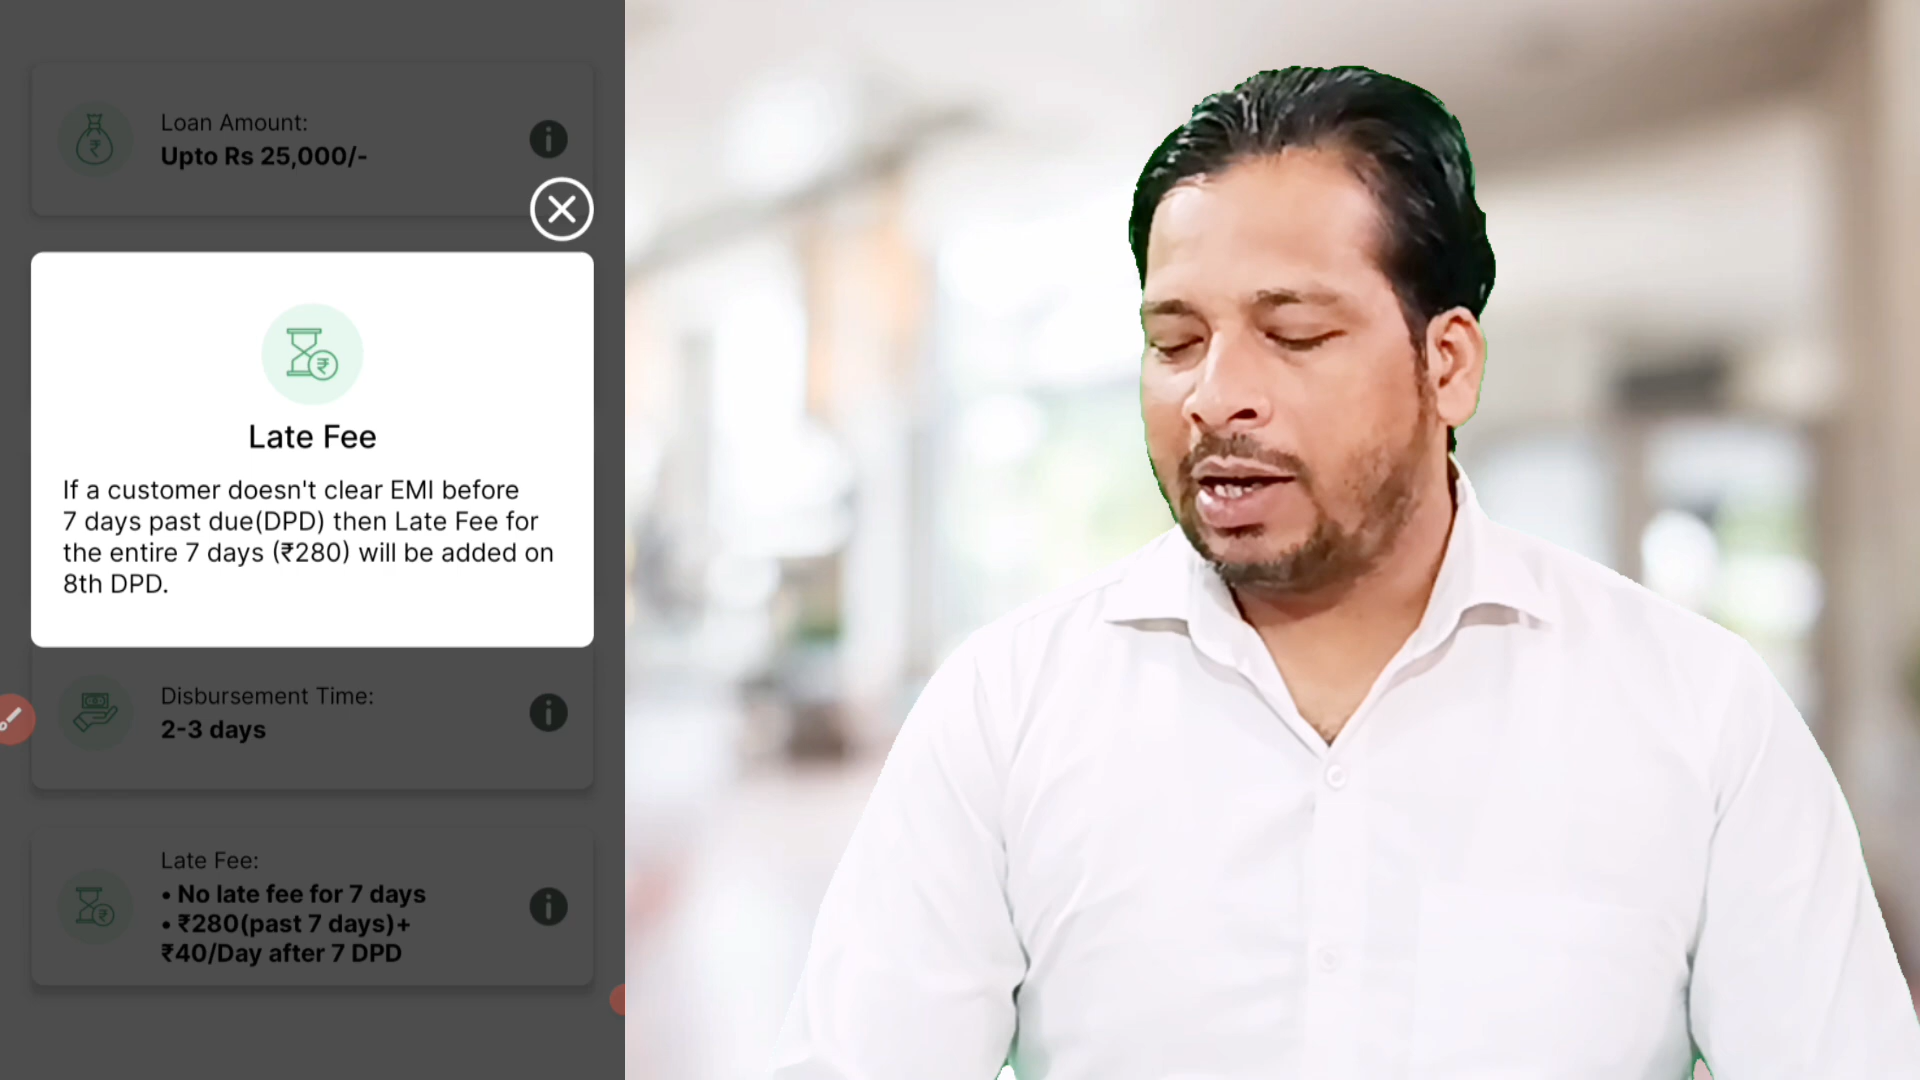 Loan Amount:
Upto Rs 25,000/-
Late Fee
If a customer doesn't clear EMI before
7 days past due(DPD) then Late Fee for
the entire 7 days (₹280) will be added on
8th DPD.
Disbursement Time:
2-3 days
Late Fee:
• No late fee for 7 days
• ₹280(past 7 days)+
₹40/Day after 7 DPD